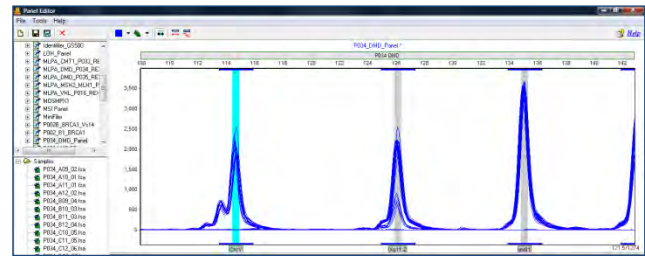 Panel Editor
File Tools Help
Help
Identifiler_GS500
LOH_Panel
MLPA_CMT1_P033_RE
MLPA_DMD_P034_RE
MLPA_DMD_P035_RE
MLPA_MSH2_MLH1_F
MLPA_VHL_P016_RE
MSI Panel
MiniFiler
P002B_BRCA1_Vs14
P002_B1_BRCA1
P034_DMD_Panel
P034_DMD_Panel *
P034 DMD
108 110 112 114 116 118 120 122 124 126 128 130 132 134 136 138 140 142
3,500
3,000
2,500
2,000
1,500
1,000
500
0
Samples
P034_A09_02.fsa
P034_A10_01.fsa
P034_A11_01.fsa
P034_A12_02.fsa
P034_B09_04.fsa
P034_B10_03.fsa
P034_B11_03.fsa
P034_B12_04.fsa
P034_C10_05.fsa
P034_C11_05.fsa
P034_C12_06.fsa